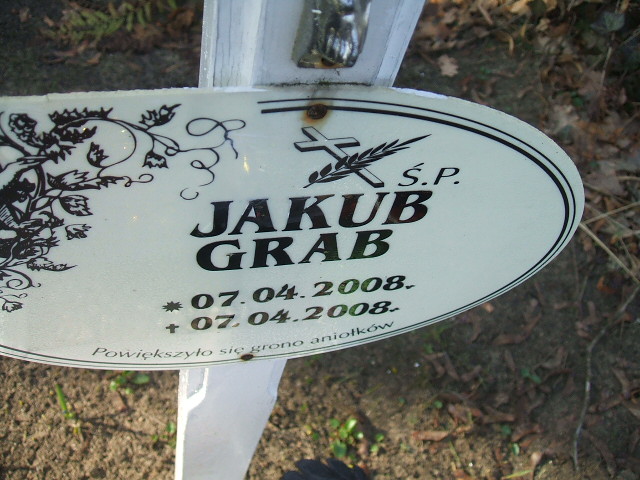 Ś.P.
JAKUB
GRAB
* 07.04.2008.
✝ 07.04.2008.
Powiększyło się grono aniołków